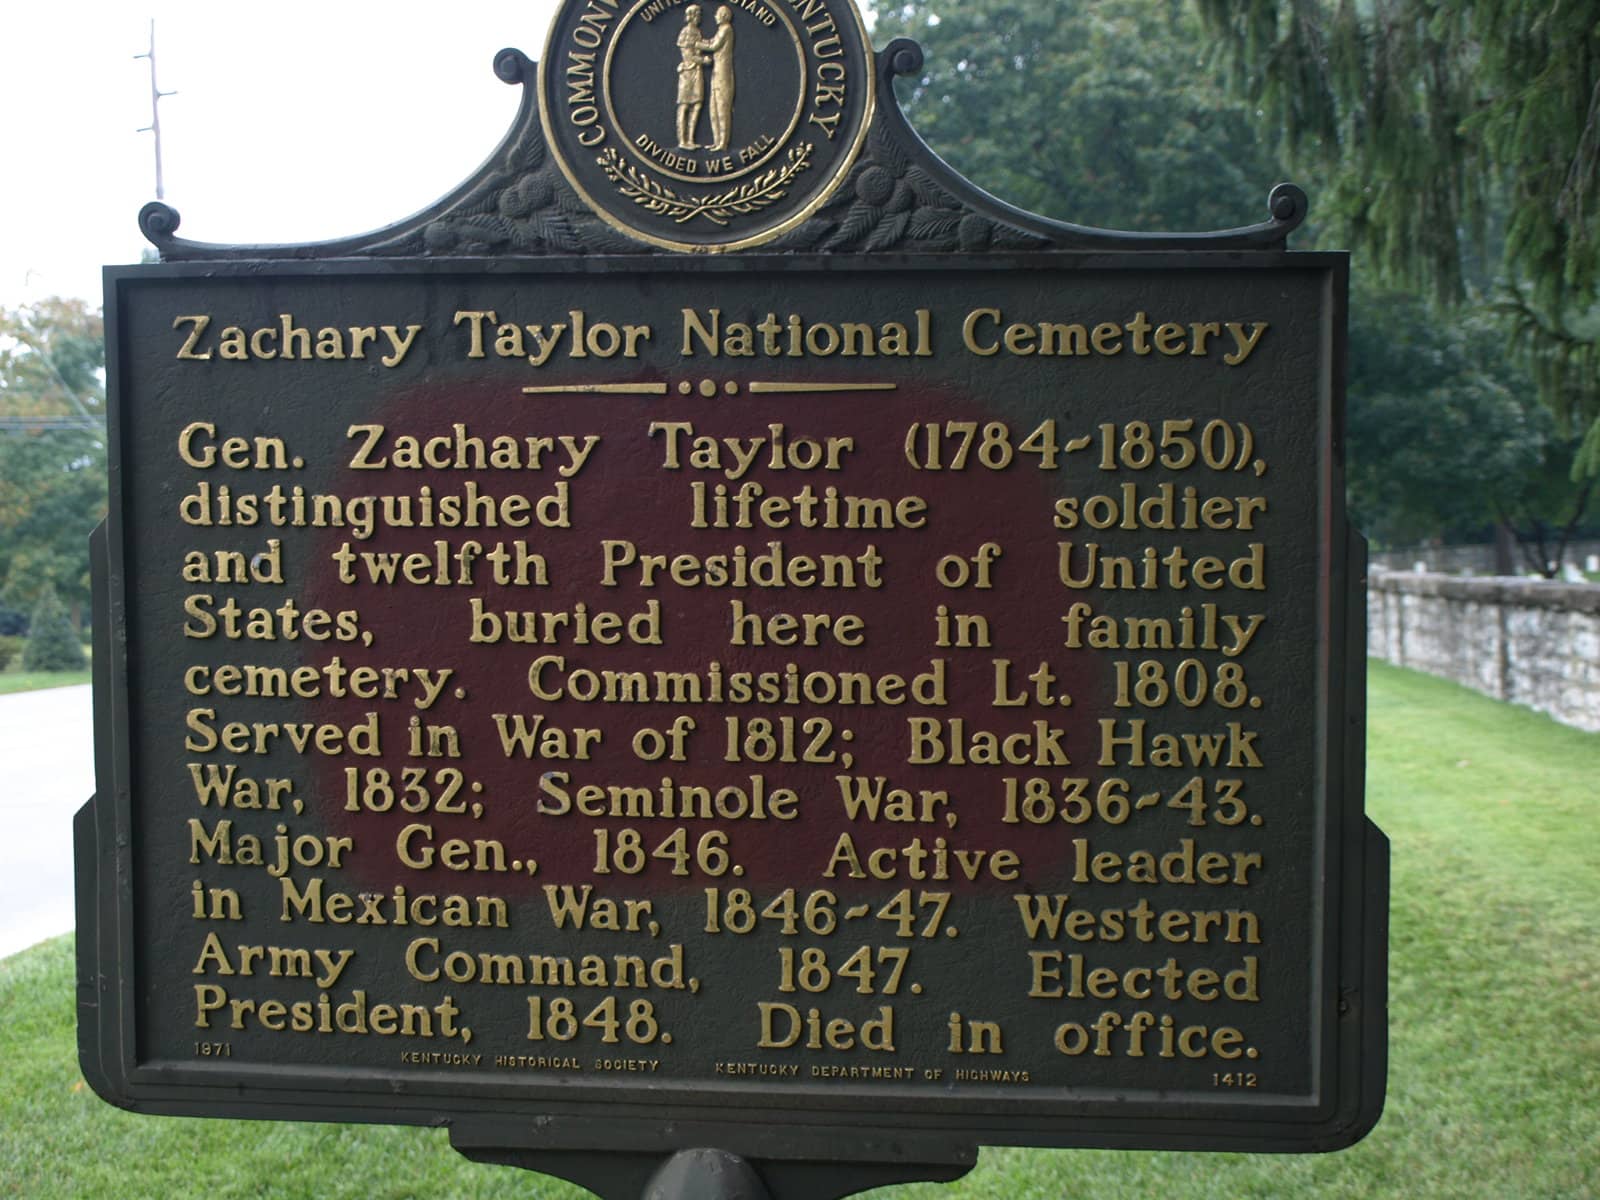 COMMONW NTUCKY
UNITE STAND
DIVIDED WE FALL
Zachary Taylor National Cemetery
Gen. Zachary Taylor (1784-1850),
distinguished lifetime soldier
and twelfth President of United
States, buried here in family
cemetery. Commissioned Lt. 1808.
Served in War of 1812; Black Hawk
War, 1832; Seminole War, 1836-43.
Major Gen., 1846. Active leader
in Mexican War, 1846-47. Western
Army Command, 1847. Elected
President, 1848. Died in office.
1971 KENTUCKY HISTORICAL SOCIETY KENTUCKY DEPARTMENT OF HIGHWAYS 1412